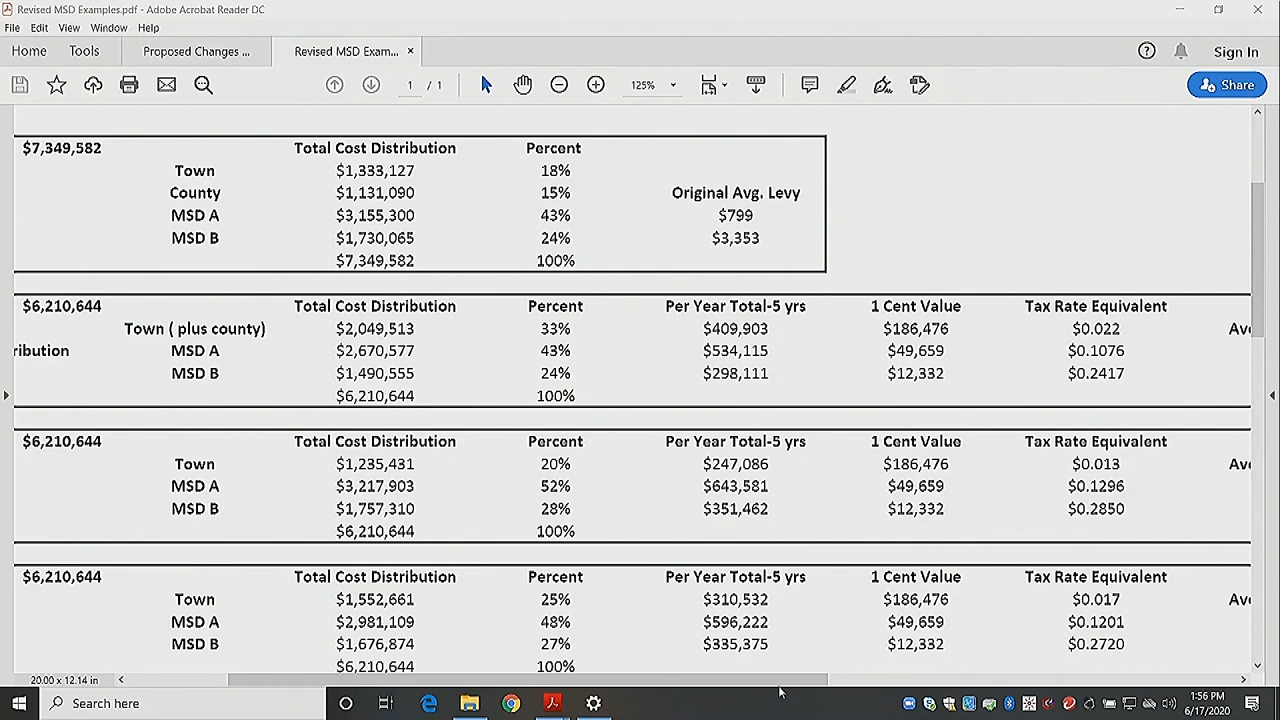 Revised MSD Examples.pdf - Adobe Acrobat Reader DC
File Edit View Window Help
Home Tools Proposed Changes ... Revised MSD Exam... × Sign In
1 / 1 125% Share
$7,349,582 Total Cost Distribution Percent
Town $1,333,127 18%
County $1,131,090 15% Original Avg. Levy
MSD A $3,155,300 43% $799
MSD B $1,730,065 24% $3,353
$7,349,582 100%
$6,210,644 Total Cost Distribution Percent Per Year Total-5 yrs 1 Cent Value Tax Rate Equivalent
Town ( plus county) $2,049,513 33% $409,903 $186,476 $0.022 Ave
ribution MSD A $2,670,577 43% $534,115 $49,659 $0.1076
MSD B $1,490,555 24% $298,111 $12,332 $0.2417
$6,210,644 100%
$6,210,644 Total Cost Distribution Percent Per Year Total-5 yrs 1 Cent Value Tax Rate Equivalent
Town $1,235,431 20% $247,086 $186,476 $0.013 Ave
MSD A $3,217,903 52% $643,581 $49,659 $0.1296
MSD B $1,757,310 28% $351,462 $12,332 $0.2850
$6,210,644 100%
$6,210,644 Total Cost Distribution Percent Per Year Total-5 yrs 1 Cent Value Tax Rate Equivalent
Town $1,552,661 25% $310,532 $186,476 $0.017 Ave
MSD A $2,981,109 48% $596,222 $49,659 $0.1201
MSD B $1,676,874 27% $335,375 $12,332 $0.2720
$6,210,644 100%
20.00 x 12.14 in
Search here
1:56 PM
6/17/2020